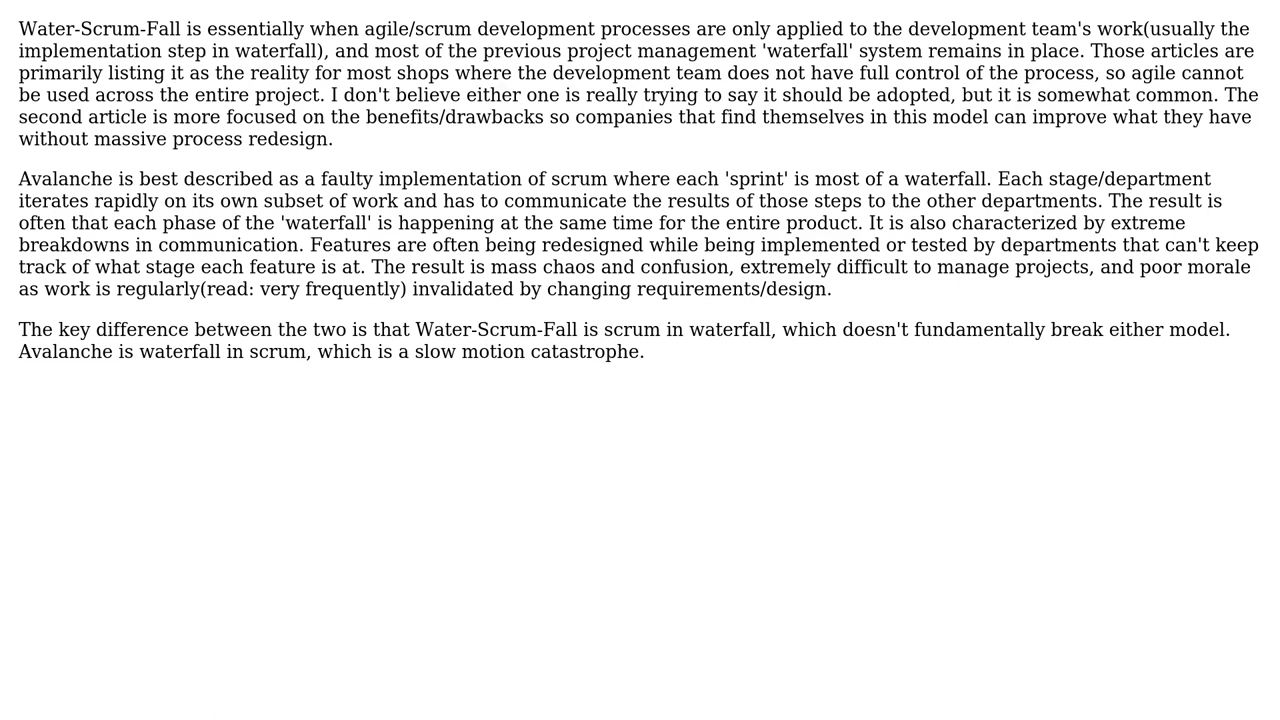 Water-Scrum-Fall is essentially when agile/scrum development processes are only applied to the development team's work(usually the
implementation step in waterfall), and most of the previous project management 'waterfall' system remains in place. Those articles are
primarily listing it as the reality for most shops where the development team does not have full control of the process, so agile cannot
be used across the entire project. I don't believe either one is really trying to say it should be adopted, but it is somewhat common. The
second article is more focused on the benefits/drawbacks so companies that find themselves in this model can improve what they have
without massive process redesign.
Avalanche is best described as a faulty implementation of scrum where each 'sprint' is most of a waterfall. Each stage/department
iterates rapidly on its own subset of work and has to communicate the results of those steps to the other departments. The result is
often that each phase of the 'waterfall' is happening at the same time for the entire product. It is also characterized by extreme
breakdowns in communication. Features are often being redesigned while being implemented or tested by departments that can't keep
track of what stage each feature is at. The result is mass chaos and confusion, extremely difficult to manage projects, and poor morale
as work is regularly(read: very frequently) invalidated by changing requirements/design.
The key difference between the two is that Water-Scrum-Fall is scrum in waterfall, which doesn't fundamentally break either model.
Avalanche is waterfall in scrum, which is a slow motion catastrophe.